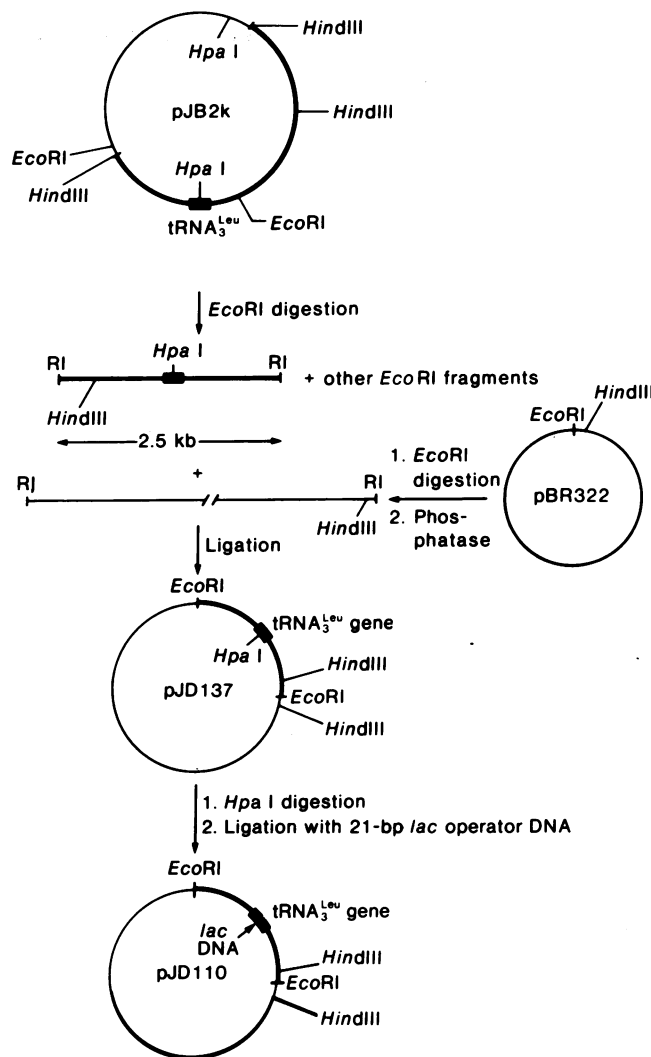 HindIII
Hpa I
pJB2k
HindIII
EcoRI
HindIII
Hpa I
tRNA₃ᴸᵉᵘ
EcoRI
EcoRI digestion
RI
Hpa I
RI
+ other EcoRI fragments
HindIII
2.5 kb
+
RI
RI
HindIII
1. EcoRI
digestion
2. Phos-
phatase
EcoRI
HindIII
pBR322
Ligation
EcoRI
tRNA₃ᴸᵉᵘ gene
Hpa I
HindIII
pJD137
EcoRI
HindIII
1. Hpa I digestion
2. Ligation with 21-bp lac operator DNA
EcoRI
tRNA₃ᴸᵉᵘ gene
lac
DNA
HindIII
pJD110
EcoRI
HindIII